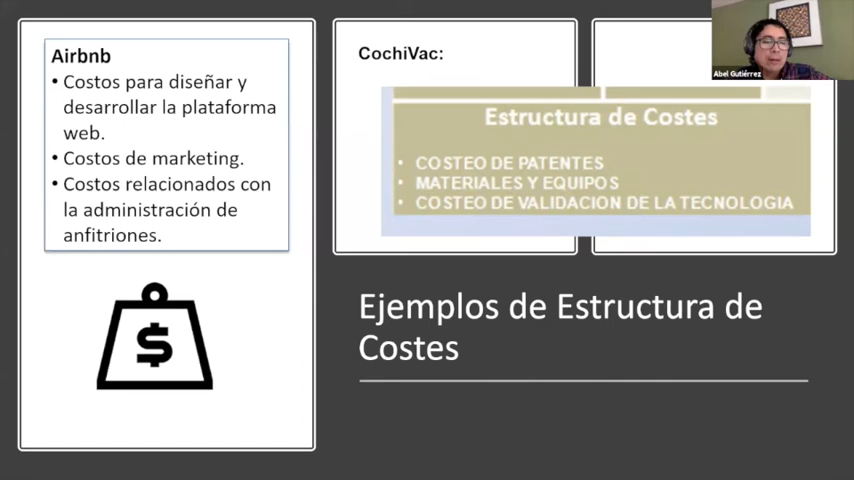 Airbnb
• Costos para diseñar y
desarrollar la plataforma
web.
• Costos de marketing.
• Costos relacionados con
la administración de
anfitriones.
$
CochiVac:
Estructura de Costes
• COSTEO DE PATENTES
• MATERIALES Y EQUIPOS
• COSTEO DE VALIDACION DE LA TECNOLOGIA
Ejemplos de Estructura de
Costes
Abel Gutiérrez